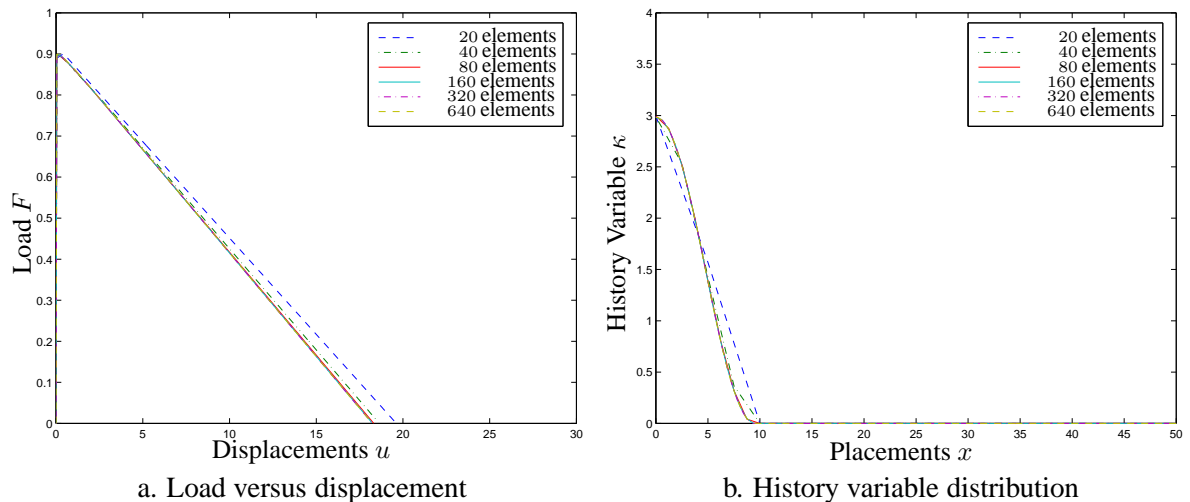 1
0.9
0.8
0.7
0.6
0.5
0.4
0.3
0.2
0.1
0
Load F
0 5 10 15 20 25 30
Displacements u
20 elements
40 elements
80 elements
160 elements
320 elements
640 elements
a. Load versus displacement
4
3.5
3
2.5
2
1.5
1
0.5
0
History Variable κ
0 5 10 15 20 25 30 35 40 45 50
Placements x
20 elements
40 elements
80 elements
160 elements
320 elements
640 elements
b. History variable distribution